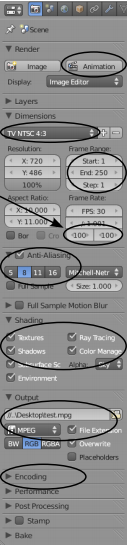 Scene
Render
Image
Animation
Display:
Image Editor
Layers
Dimensions
TV NTSC 4:3
Resolution:
Frame Range:
X: 720
Start: 1
Y: 486
End: 250
100%
Step: 1
Aspect Ratio:
Frame Rate:
X: 10.000
FPS: 30
Y: 11.000
Bor
100
100
Anti-Aliasing
5 8 11 16
Mitchell-Netr
Full Sample
Size: 1.000
Full Sample Motion Blur
Shading
Textures
Ray Tracing
Shadows
Color Manage
Subsurface Sc
Alpha:
Sky
Environment
Output
//..\Desktop\test.mpg
MPEG
File Extension
BW RGB RGBA
Overwrite
Placeholders
Encoding
Performance
Post Processing
Stamp
Bake